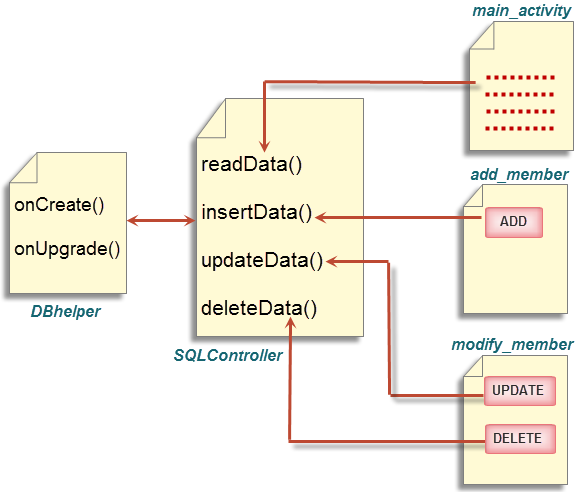 main_activity
readData()
insertData()
updateData()
deleteData()
SQLController
onCreate()
onUpgrade()
DBhelper
add_member
ADD
modify_member
UPDATE
DELETE